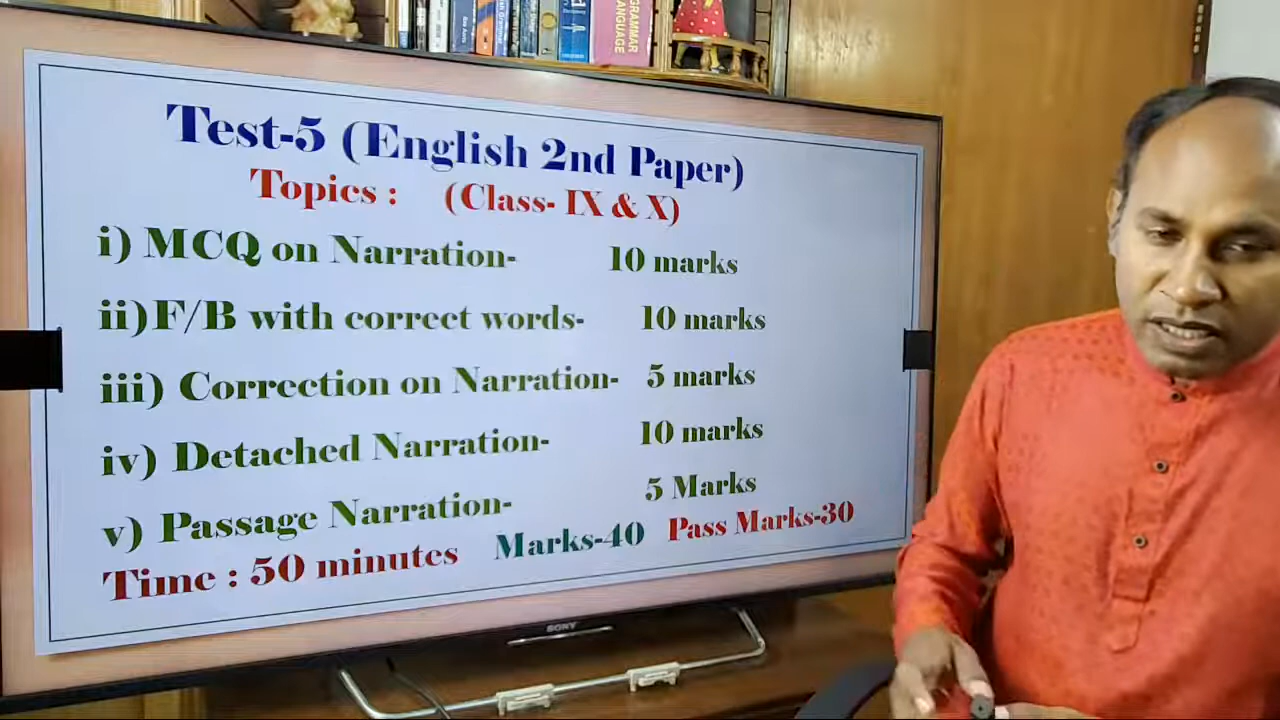 GRAMMAR
LANGUAGE
Test-5 (English 2nd Paper)
Topics : (Class- IX & X)
i) MCQ on Narration- 10 marks
ii)F/B with correct words- 10 marks
iii) Correction on Narration- 5 marks
iv) Detached Narration- 10 marks
v) Passage Narration- 5 Marks
Time : 50 minutes Marks-40 Pass Marks-30
SONY